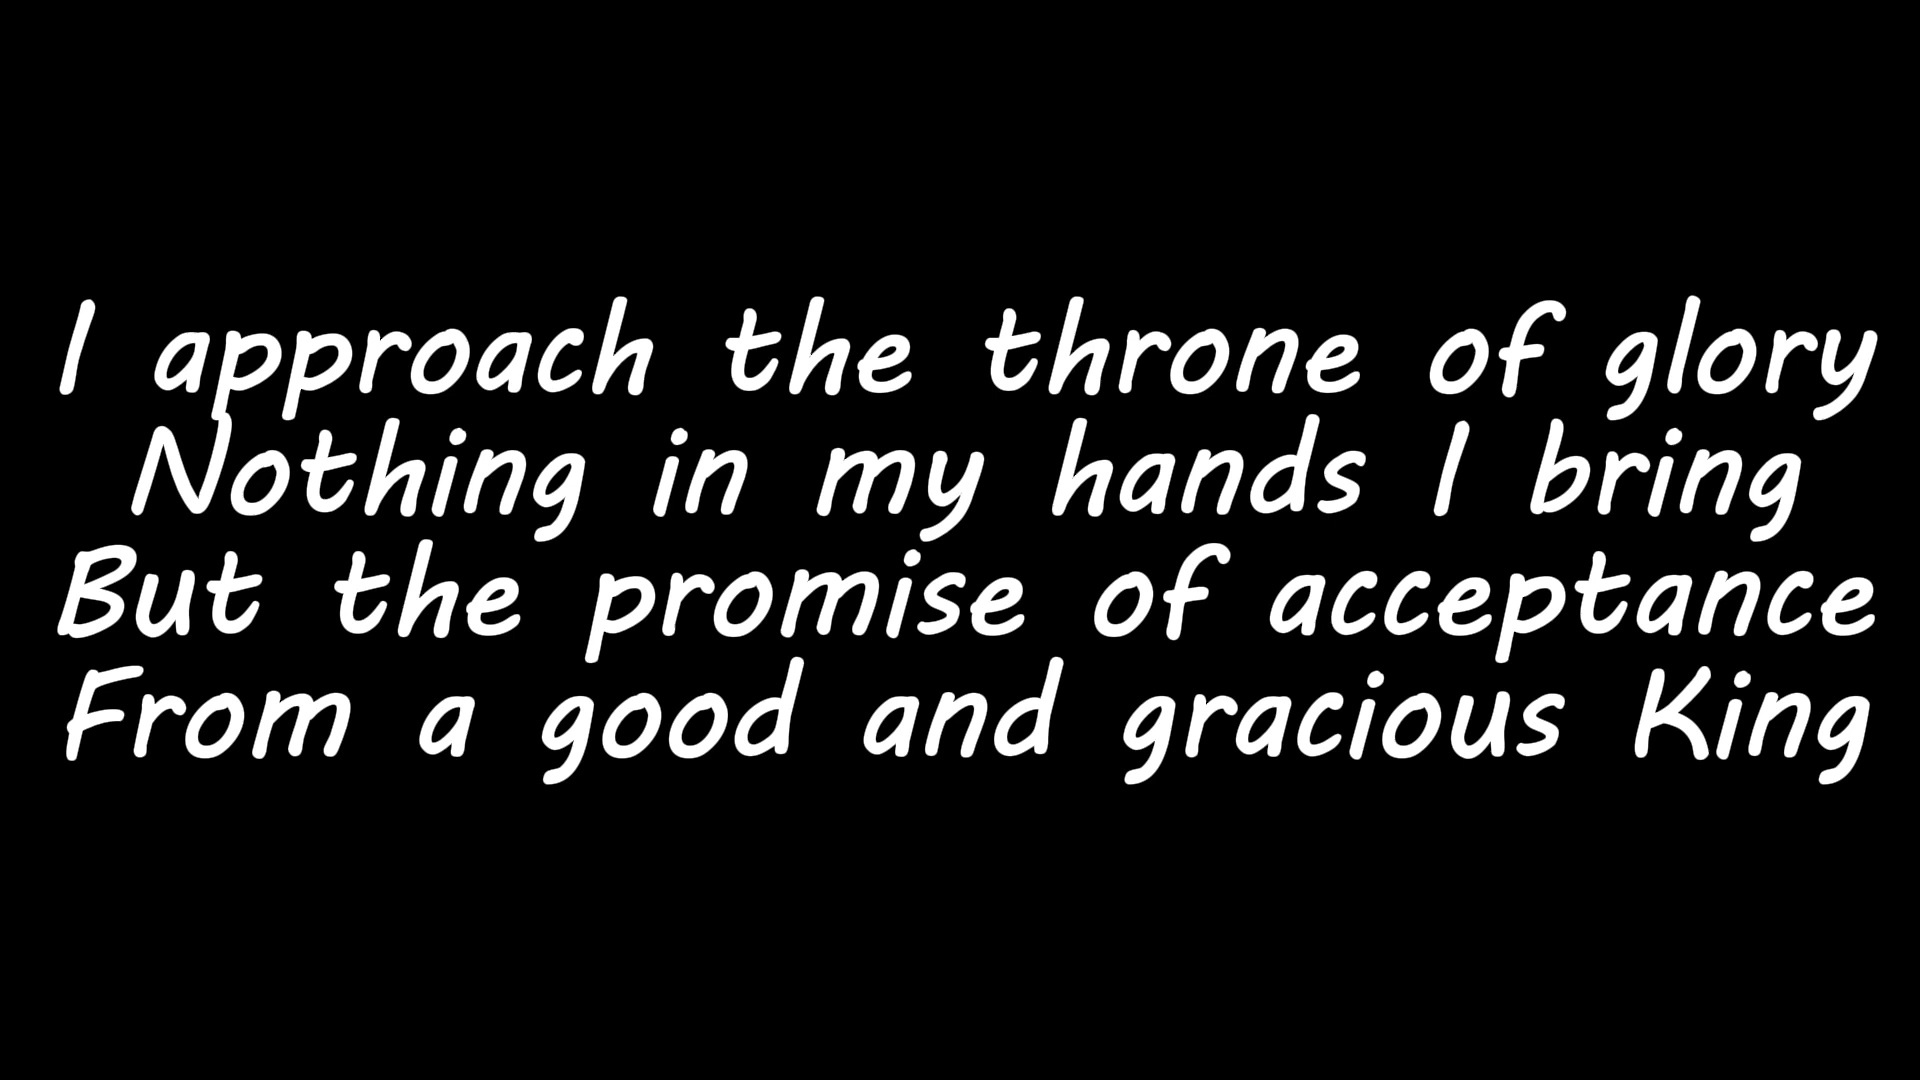 I approach the throne of glory
Nothing in my hands I bring
But the promise of acceptance
From a good and gracious King